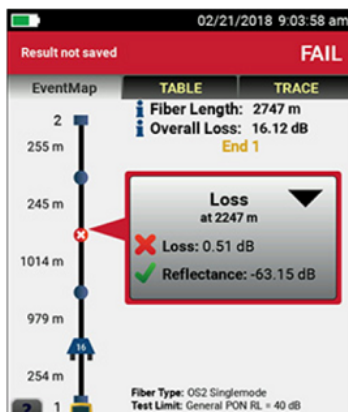 02/21/2018 9:03:58 am
Result not saved
FAIL
EventMap
TABLE
TRACE
Fiber Length: 2747 m
Overall Loss: 16.12 dB
End 1
2
255 m
245 m
1014 m
979 m
16
254 m
1
Loss
at 2247 m
Loss: 0.51 dB
Reflectance: -63.15 dB
Fiber Type: OS2 Singlemode
Test Limit: General PON RL = 40 dB
?